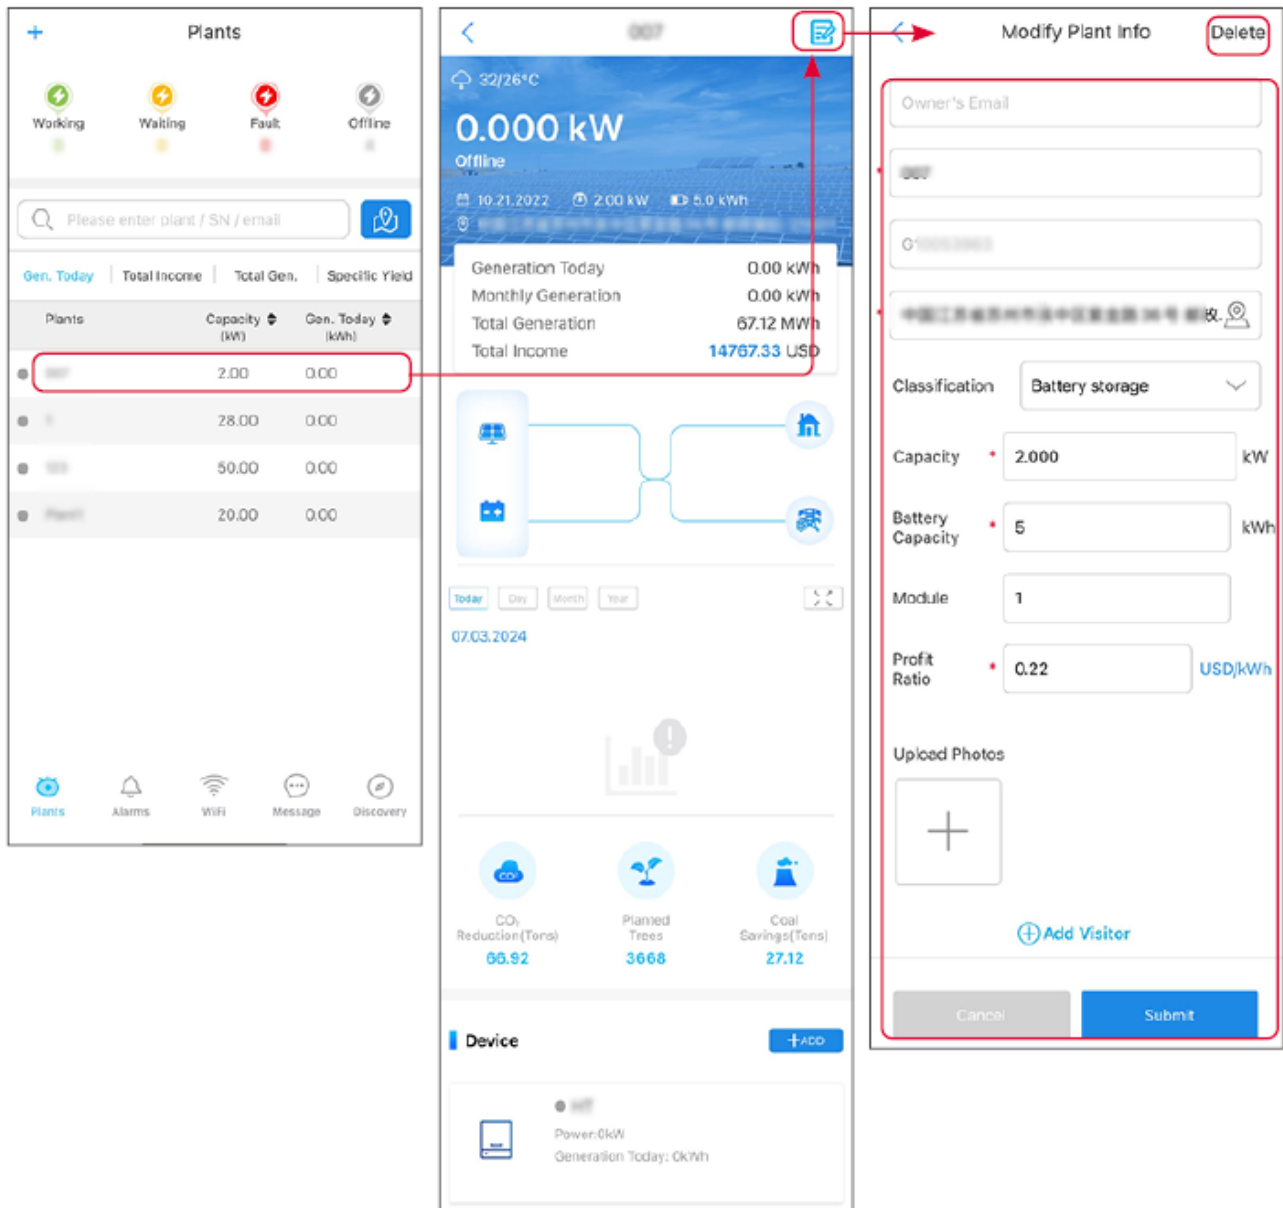 Plants
Working
Waiting
Fault
Offline
Please enter plant / SN / email
Gen. Today
Total Income
Total Gen.
Specific Yield
Plants
Capacity
(kW)
Gen. Today
(kWh)
2.00
0.00
28.00
0.00
50.00
0.00
20.00
0.00
Plants
Alarms
WiFi
Message
Discovery
007
32/26°C
0.000 kW
Offline
10.21.2022
2.00 kW
5.0 kWh
Generation Today 0.00 kWh
Monthly Generation 0.00 kWh
Total Generation 67.12 MWh
Total Income 14767.33 USD
Today
Day
Month
Year
07.03.2024
CO₂
CO₂
Reduction(Tons)
66.92
Planted
Trees
3668
Coal
Savings(Tons)
27.12
Device
+ADD
HT
Power:0kW
Generation Today: 0kWh
Modify Plant Info
Delete
Owner's Email
007
Classification
Battery storage
Capacity * 2.000 kW
Battery
Capacity * 5 kWh
Module 1
Profit
Ratio * 0.22 USD/kWh
Upload Photos
Add Visitor
Cancel
Submit